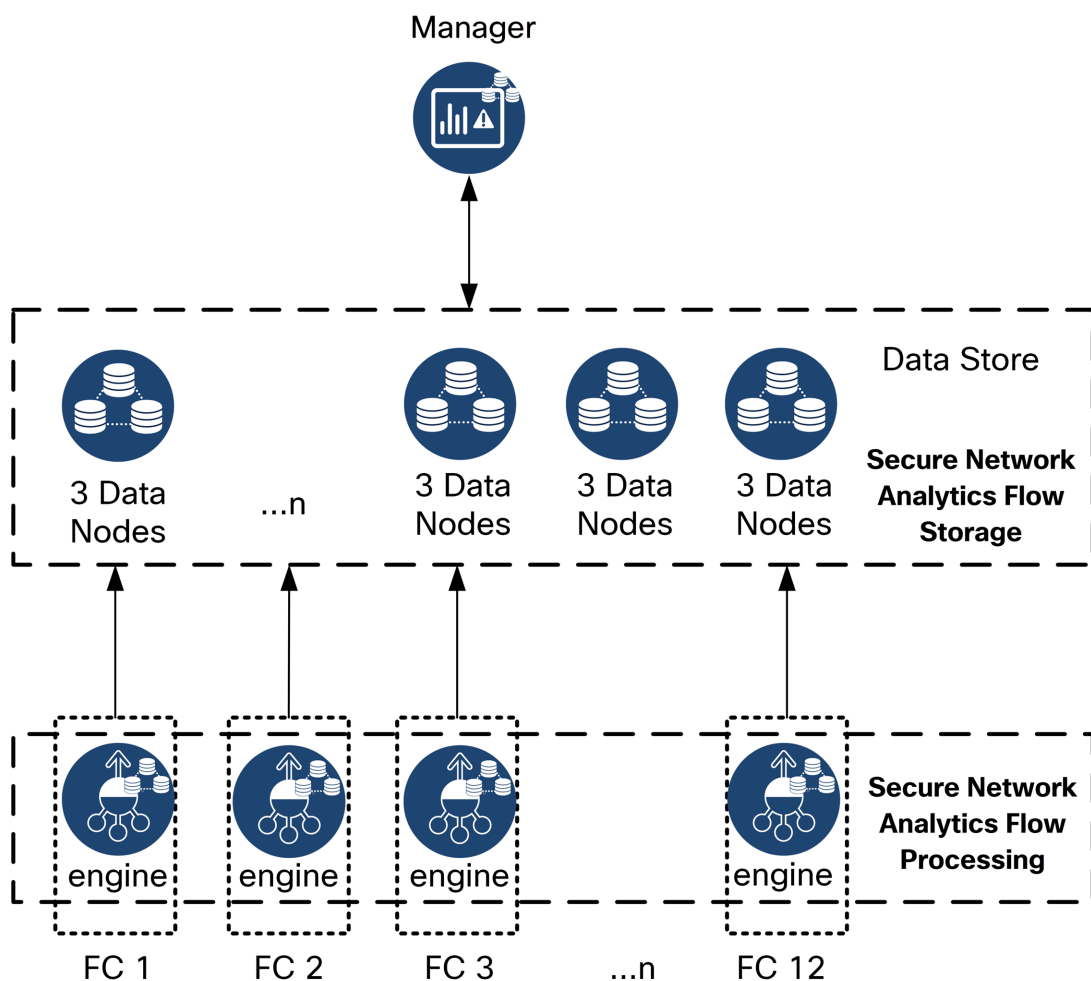 Manager
Data Store
3 Data
Nodes
...n
3 Data
Nodes
3 Data
Nodes
3 Data
Nodes
Secure Network
Analytics Flow
Storage
engine
engine
engine
engine
Secure Network
Analytics Flow
Processing
FC 1
FC 2
FC 3
...n
FC 12